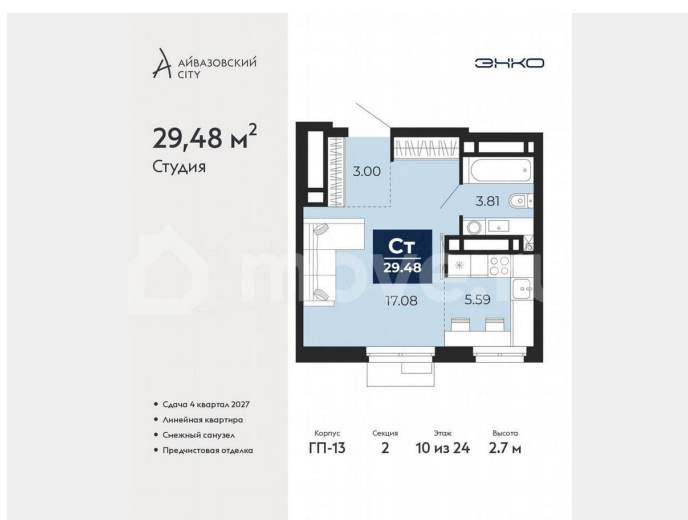 АЙВАЗОВСКИЙ
CITY
ЭНКО
29,48 м²
Студия
3.00
3.81
Ст
29.48
17.08
5.59
move.ru
• Сдача 4 квартал 2027
• Линейная квартира
• Смежный санузел
• Предчистовая отделка
Корпус Секция Этаж Высота
ГП-13 2 10 из 24 2.7 м